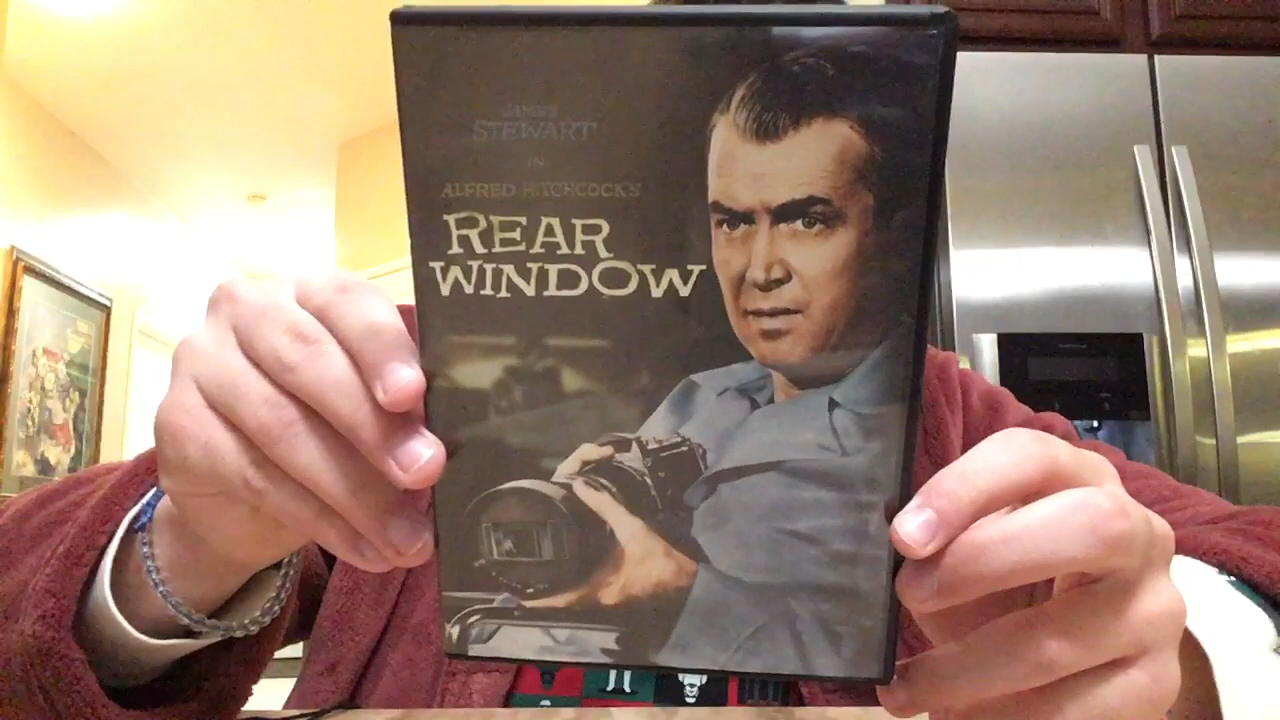 JAMES
STEWART
IN
ALFRED HITCHCOCK'S
REAR
WINDOW